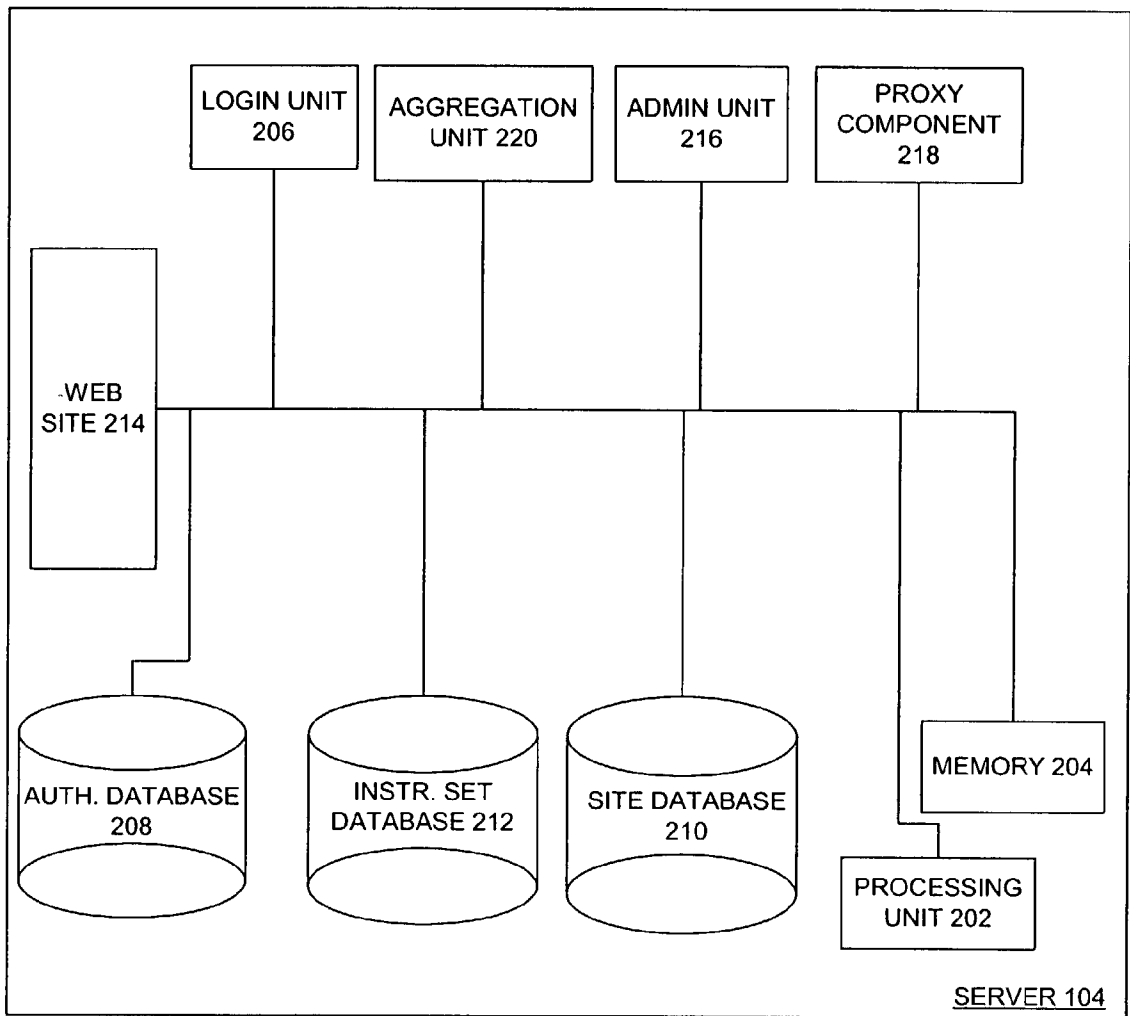 LOGIN UNIT
206
AGGREGATION
UNIT 220
ADMIN UNIT
216
PROXY
COMPONENT
218
WEB
SITE 214
AUTH. DATABASE
208
INSTR. SET
DATABASE 212
SITE DATABASE
210
MEMORY 204
PROCESSING
UNIT 202
SERVER 104